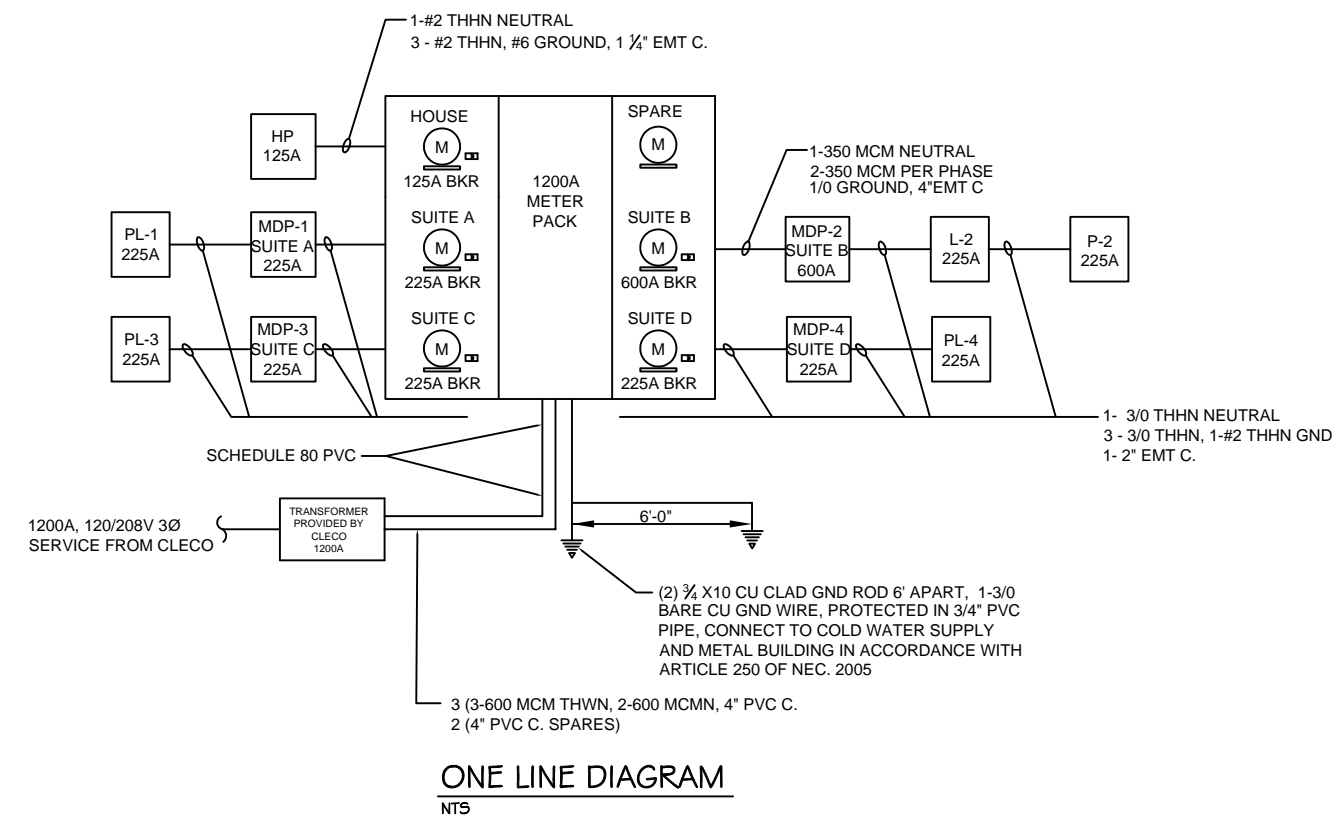 1-#2 THHN NEUTRAL
3 - #2 THHN, #6 GROUND, 1 ¼" EMT C.
HP
125A
HOUSE
M
125A BKR
1200A
METER
PACK
SPARE
M
1-350 MCM NEUTRAL
2-350 MCM PER PHASE
1/0 GROUND, 4"EMT C
PL-1
225A
MDP-1
SUITE A
225A
SUITE A
M
225A BKR
SUITE B
M
600A BKR
MDP-2
SUITE B
600A
L-2
225A
P-2
225A
PL-3
225A
MDP-3
SUITE C
225A
SUITE C
M
225A BKR
SUITE D
M
225A BKR
MDP-4
SUITE D
225A
PL-4
225A
1- 3/0 THHN NEUTRAL
3 - 3/0 THHN, 1-#2 THHN GND
1- 2" EMT C.
SCHEDULE 80 PVC
1200A, 120/208V 3Ø
SERVICE FROM CLECO
TRANSFORMER
PROVIDED BY
CLECO
1200A
6'-0"
(2) ¾ X10 CU CLAD GND ROD 6' APART, 1-3/0
BARE CU GND WIRE, PROTECTED IN 3/4" PVC
PIPE, CONNECT TO COLD WATER SUPPLY
AND METAL BUILDING IN ACCORDANCE WITH
ARTICLE 250 OF NEC. 2005
3 (3-600 MCM THWN, 2-600 MCMN, 4" PVC C.
2 (4" PVC C. SPARES)
ONE LINE DIAGRAM
NTS